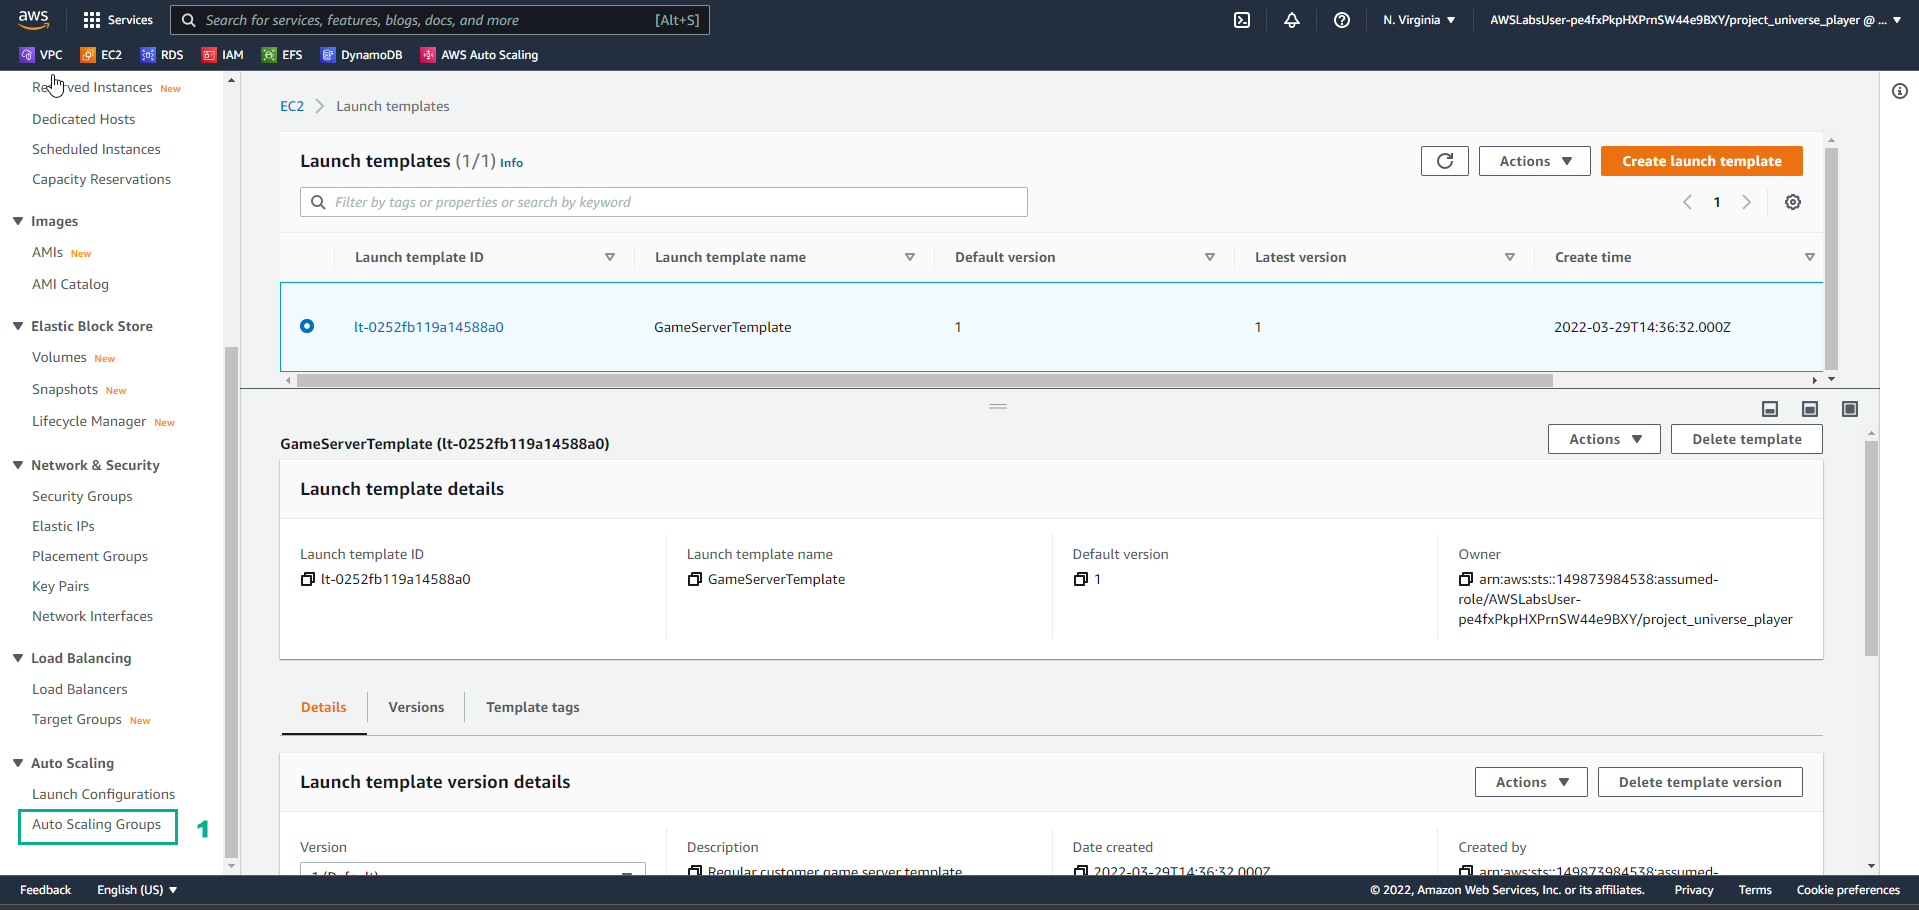 aws
Services
Search for services, features, blogs, docs, and more
[Alt+S]
N. Virginia
AWSLabsUser-pe4fxPkpHXPrnSW44e9BXY/project_universe_player @ ...
VPC
EC2
RDS
IAM
EFS
DynamoDB
AWS Auto Scaling
Reserved Instances New
Dedicated Hosts
Scheduled Instances
Capacity Reservations
Images
AMIs New
AMI Catalog
Elastic Block Store
Volumes New
Snapshots New
Lifecycle Manager New
Network & Security
Security Groups
Elastic IPs
Placement Groups
Key Pairs
Network Interfaces
Load Balancing
Load Balancers
Target Groups New
Auto Scaling
Launch Configurations
Auto Scaling Groups
1
EC2
Launch templates
Launch templates (1/1) Info
Actions
Create launch template
Filter by tags or properties or search by keyword
1
Launch template ID
Launch template name
Default version
Latest version
Create time
lt-0252fb119a14588a0
GameServerTemplate
1
1
2022-03-29T14:36:32.000Z
GameServerTemplate (lt-0252fb119a14588a0)
Actions
Delete template
Launch template details
Launch template ID
lt-0252fb119a14588a0
Launch template name
GameServerTemplate
Default version
1
Owner
arn:aws:sts::149873984538:assumed-
role/AWSLabsUser-
pe4fxPkpHXPrnSW44e9BXY/project_universe_player
Details
Versions
Template tags
Launch template version details
Actions
Delete template version
Version
1 (Default)
Description
Regular customer game server template
Date created
2022-03-29T14:36:32.000Z
Created by
arn:aws:sts::149873984538:assumed-
Feedback
English (US)
© 2022, Amazon Web Services, Inc. or its affiliates.
Privacy
Terms
Cookie preferences